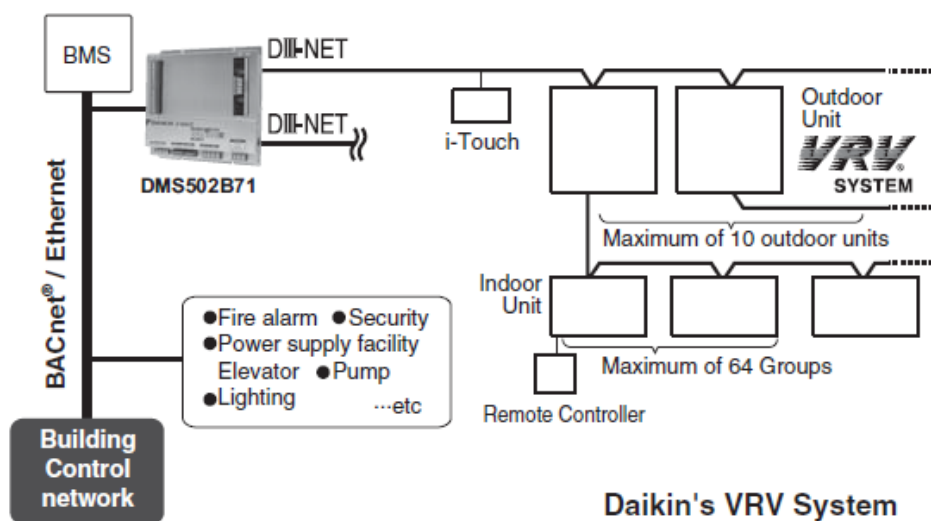 BMS
DⅢ-NET
DⅢ-NET
DMS502B71
i-Touch
Outdoor
Unit
VRV®
SYSTEM
Maximum of 10 outdoor units
BACnet® / Ethernet
Indoor
Unit
Maximum of 64 Groups
Remote Controller
●Fire alarm ●Security
●Power supply facility
Elevator ●Pump
●Lighting ···etc
Building
Control
network
Daikin's VRV System